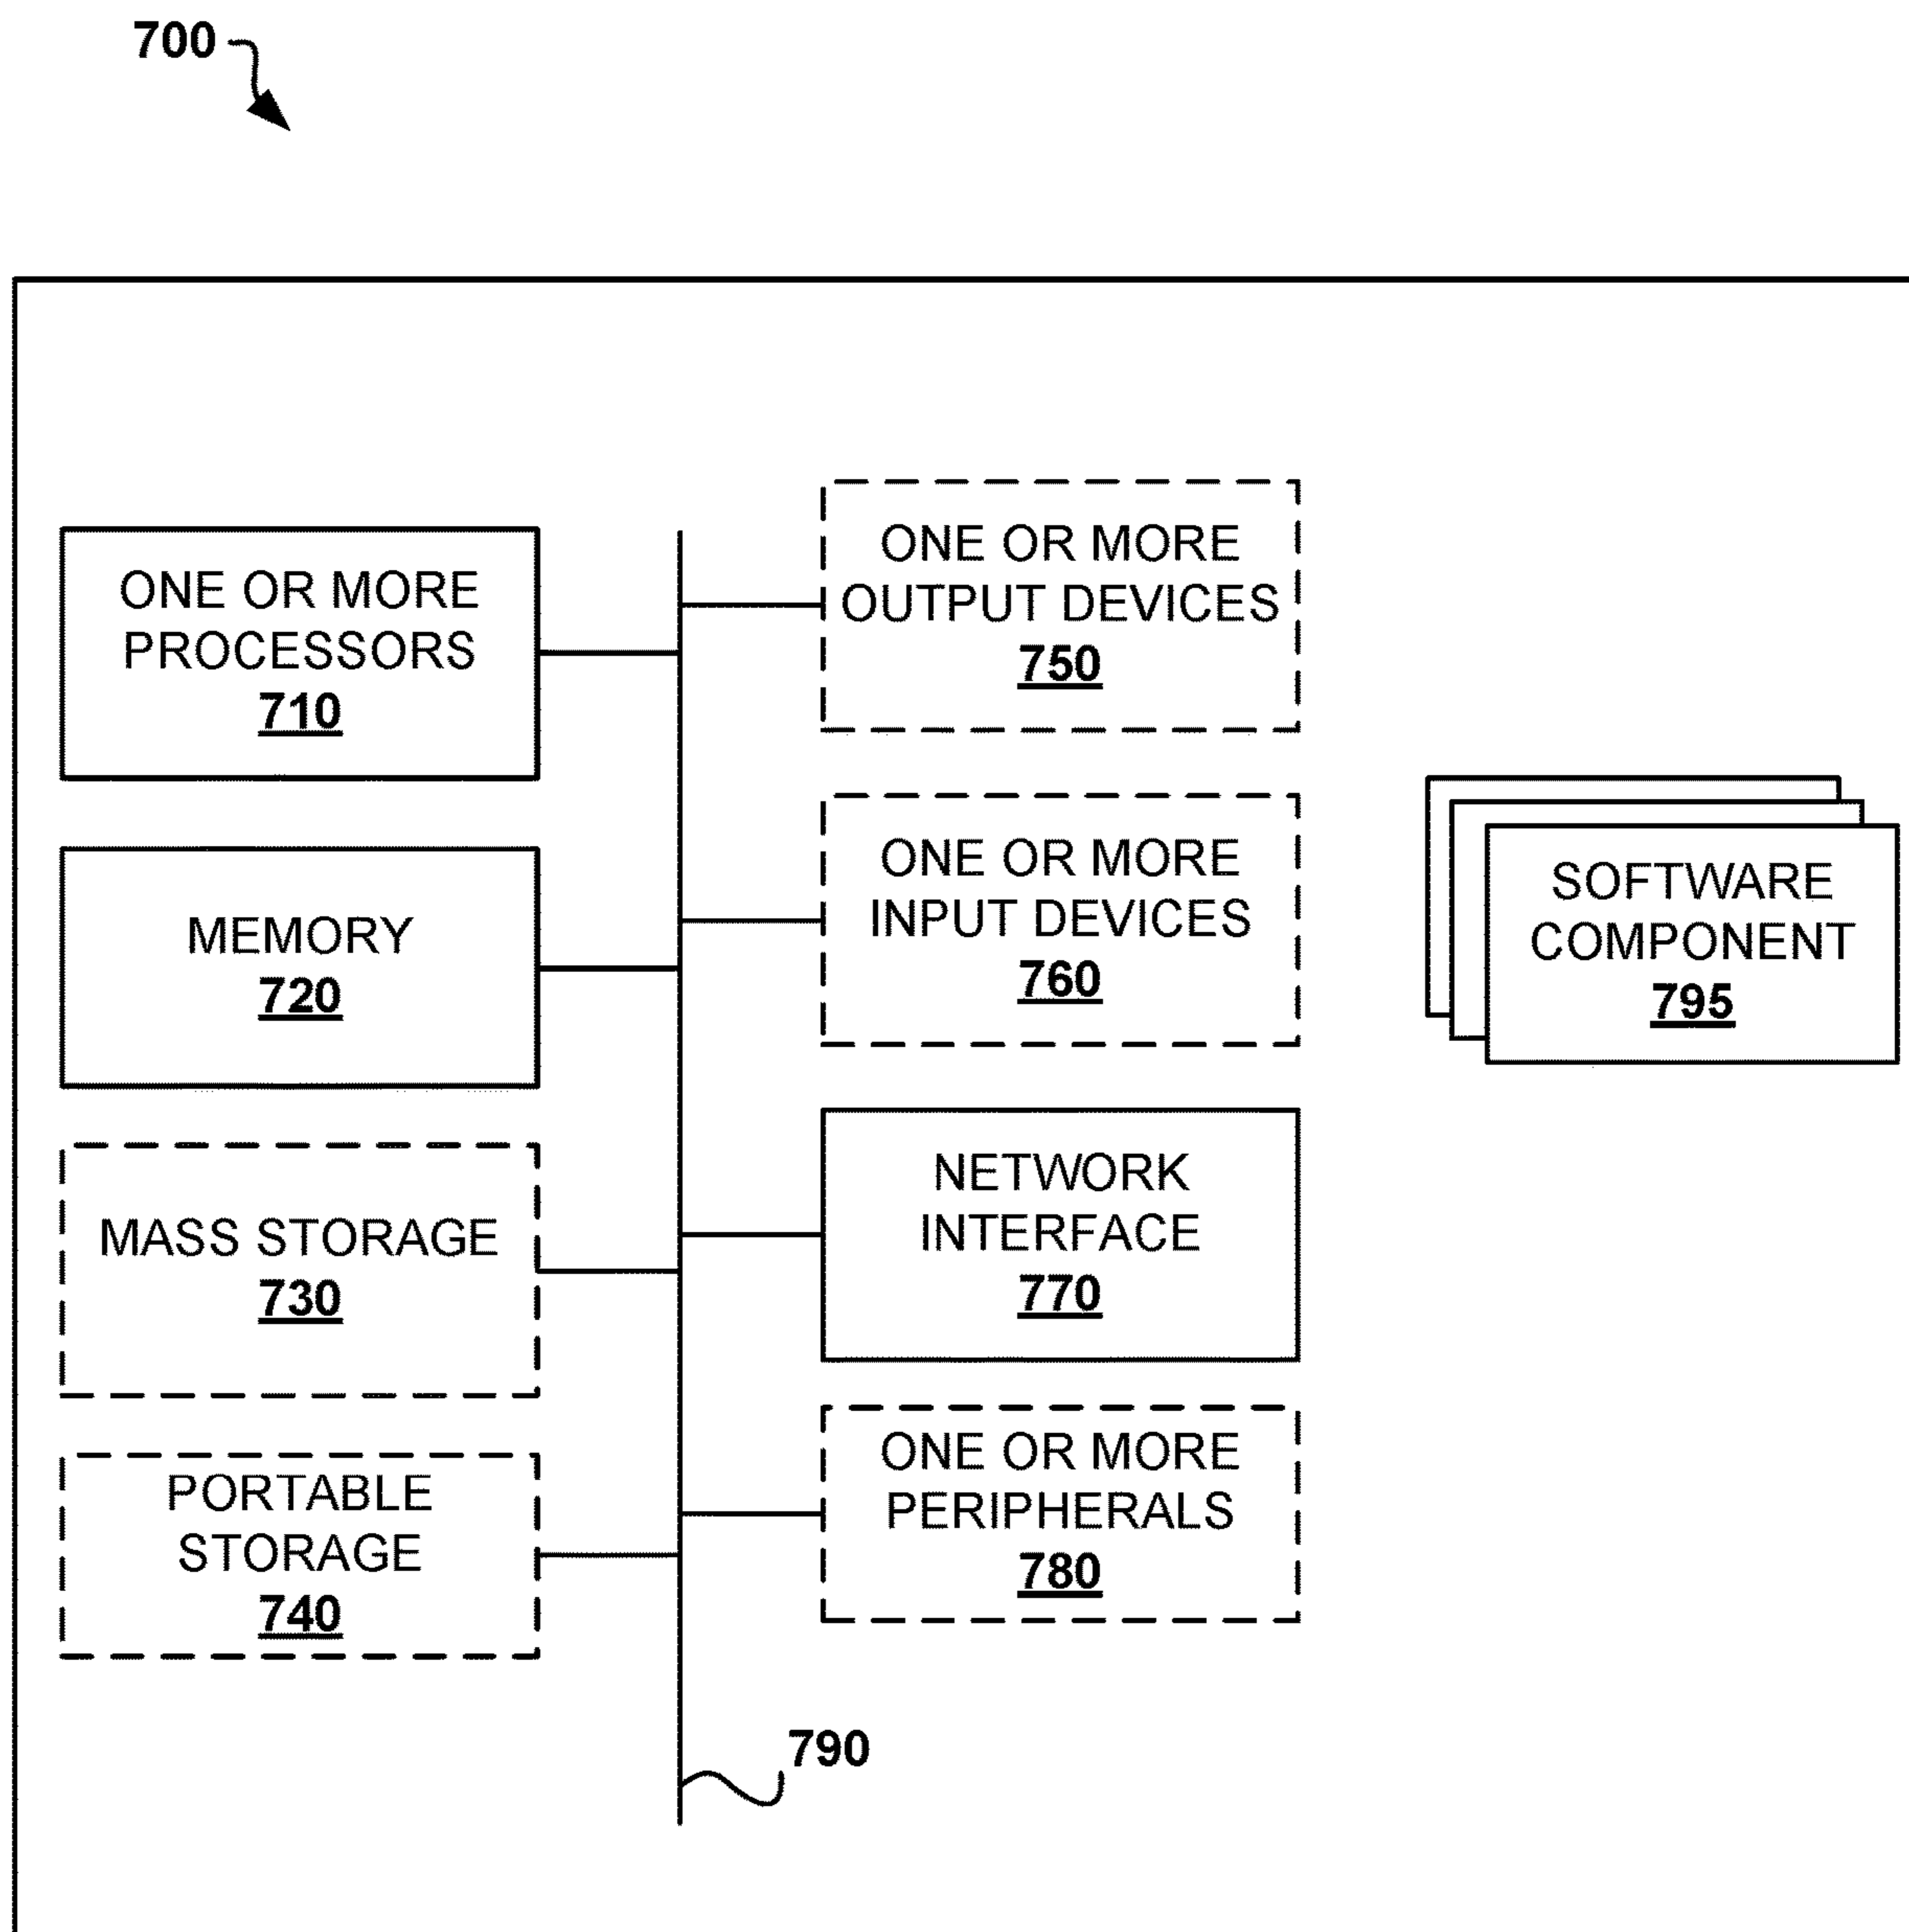 700
ONE OR MORE
PROCESSORS
710
MEMORY
720
MASS STORAGE
730
PORTABLE
STORAGE
740
ONE OR MORE
OUTPUT DEVICES
750
ONE OR MORE
INPUT DEVICES
760
NETWORK
INTERFACE
770
ONE OR MORE
PERIPHERALS
780
790
SOFTWARE
COMPONENT
795